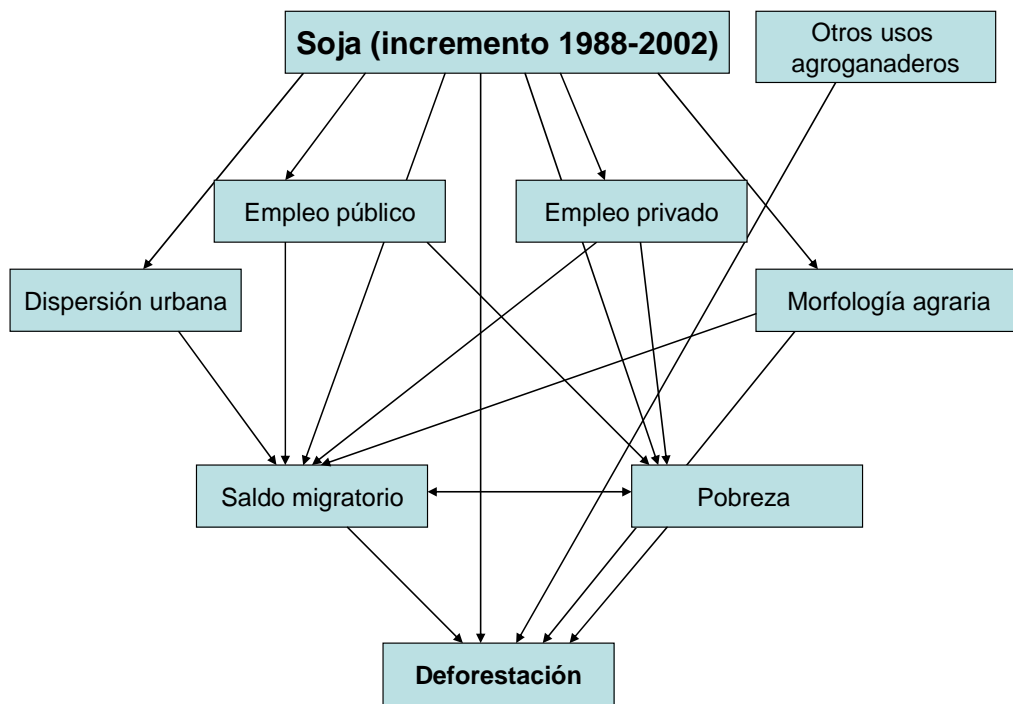 Soja (incremento 1988-2002)
Otros usos
agroganaderos
Empleo público
Empleo privado
Dispersión urbana
Morfología agraria
Saldo migratorio
Pobreza
Deforestación